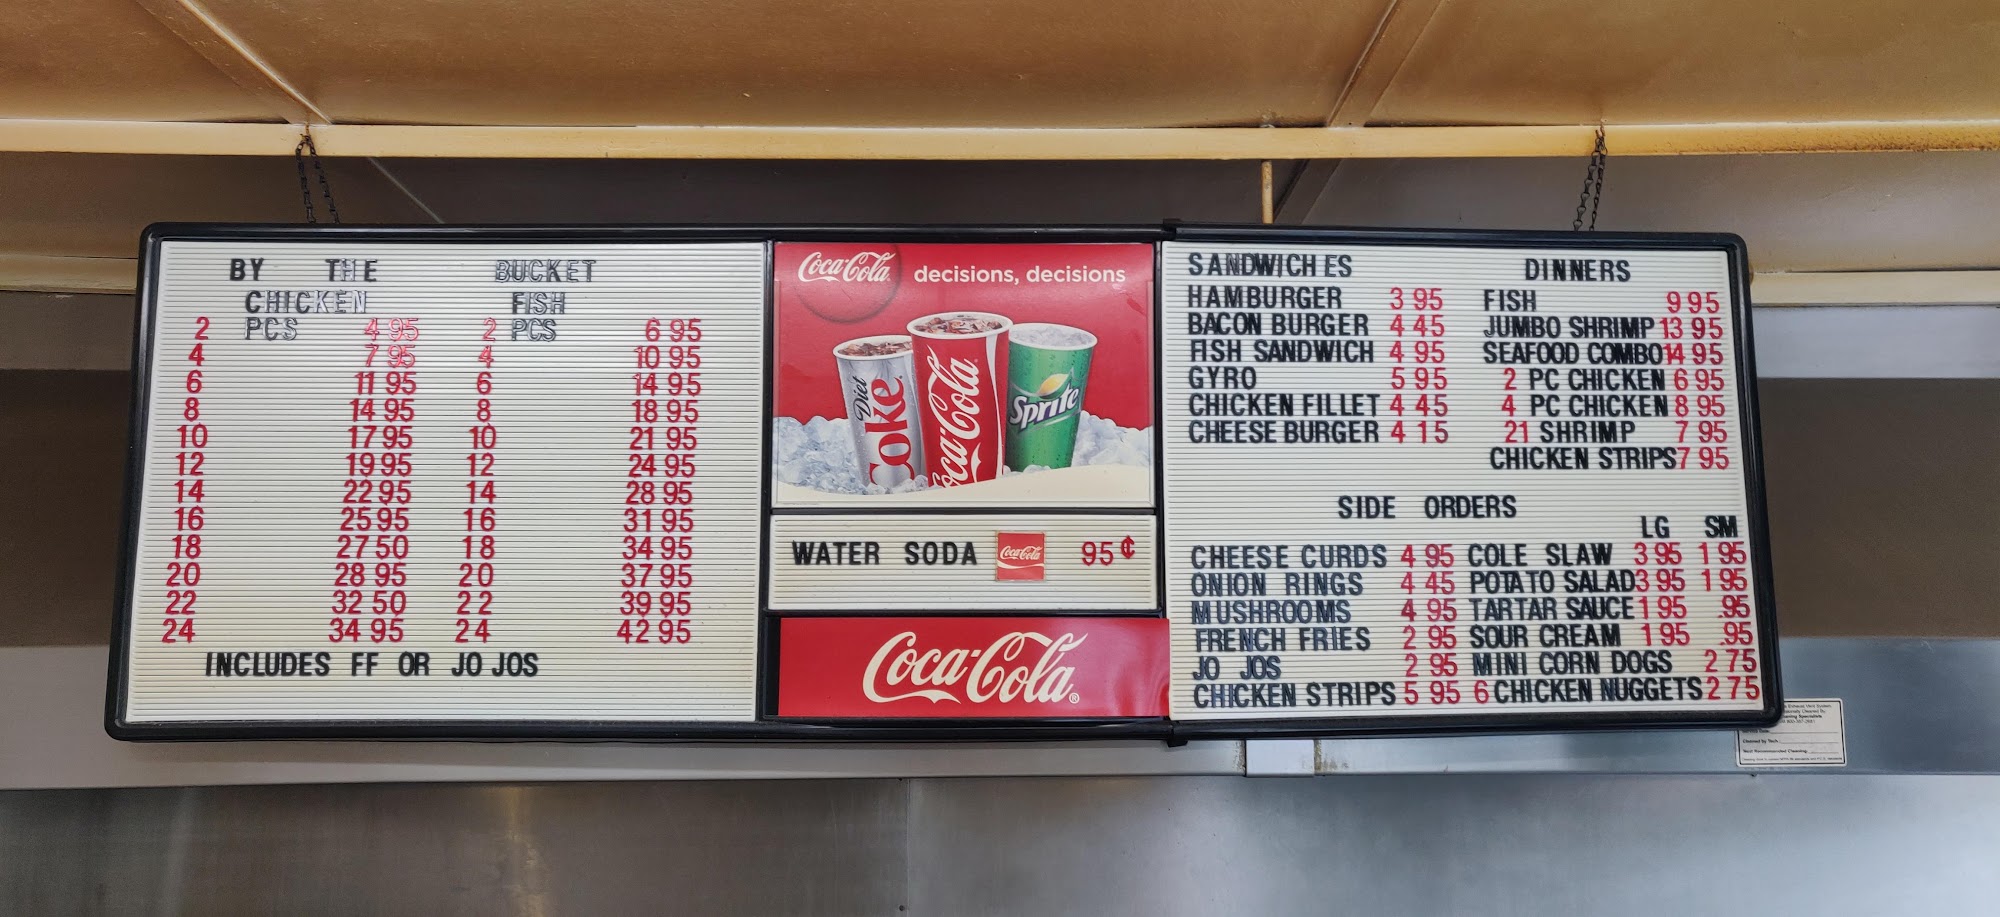 BY THE BUCKET
CHICKEN FISH
2 PCS 4 95 2 PCS 6 95
4 7 95 4 10 95
6 11 95 6 14 95
8 14 95 8 18 95
10 17 95 10 21 95
12 19 95 12 24 95
14 22 95 14 28 95
16 25 95 16 31 95
18 27 50 18 34 95
20 28 95 20 37 95
22 32 50 22 39 95
24 34 95 24 42 95
INCLUDES FF OR JO JOS
Coca-Cola decisions, decisions
Diet Coke Coca-Cola Sprite
WATER SODA Coca-Cola 95¢
Coca-Cola®
SANDWICHES DINNERS
HAMBURGER 3 95 FISH 9 95
BACON BURGER 4 45 JUMBO SHRIMP 13 95
FISH SANDWICH 4 95 SEAFOOD COMBO 14 95
GYRO 5 95 2 PC CHICKEN 6 95
CHICKEN FILLET 4 45 4 PC CHICKEN 8 95
CHEESE BURGER 4 15 21 SHRIMP 7 95
CHICKEN STRIPS 7 95
SIDE ORDERS
LG SM
CHEESE CURDS 4 95 COLE SLAW 3 95 1 95
ONION RINGS 4 45 POTATO SALAD 3 95 1 95
MUSHROOMS 4 95 TARTAR SAUCE 1 95 .95
FRENCH FRIES 2 95 SOUR CREAM 1 95 .95
JO JOS 2 95 MINI CORN DOGS 2 75
CHICKEN STRIPS 5 95 6 CHICKEN NUGGETS 2 75